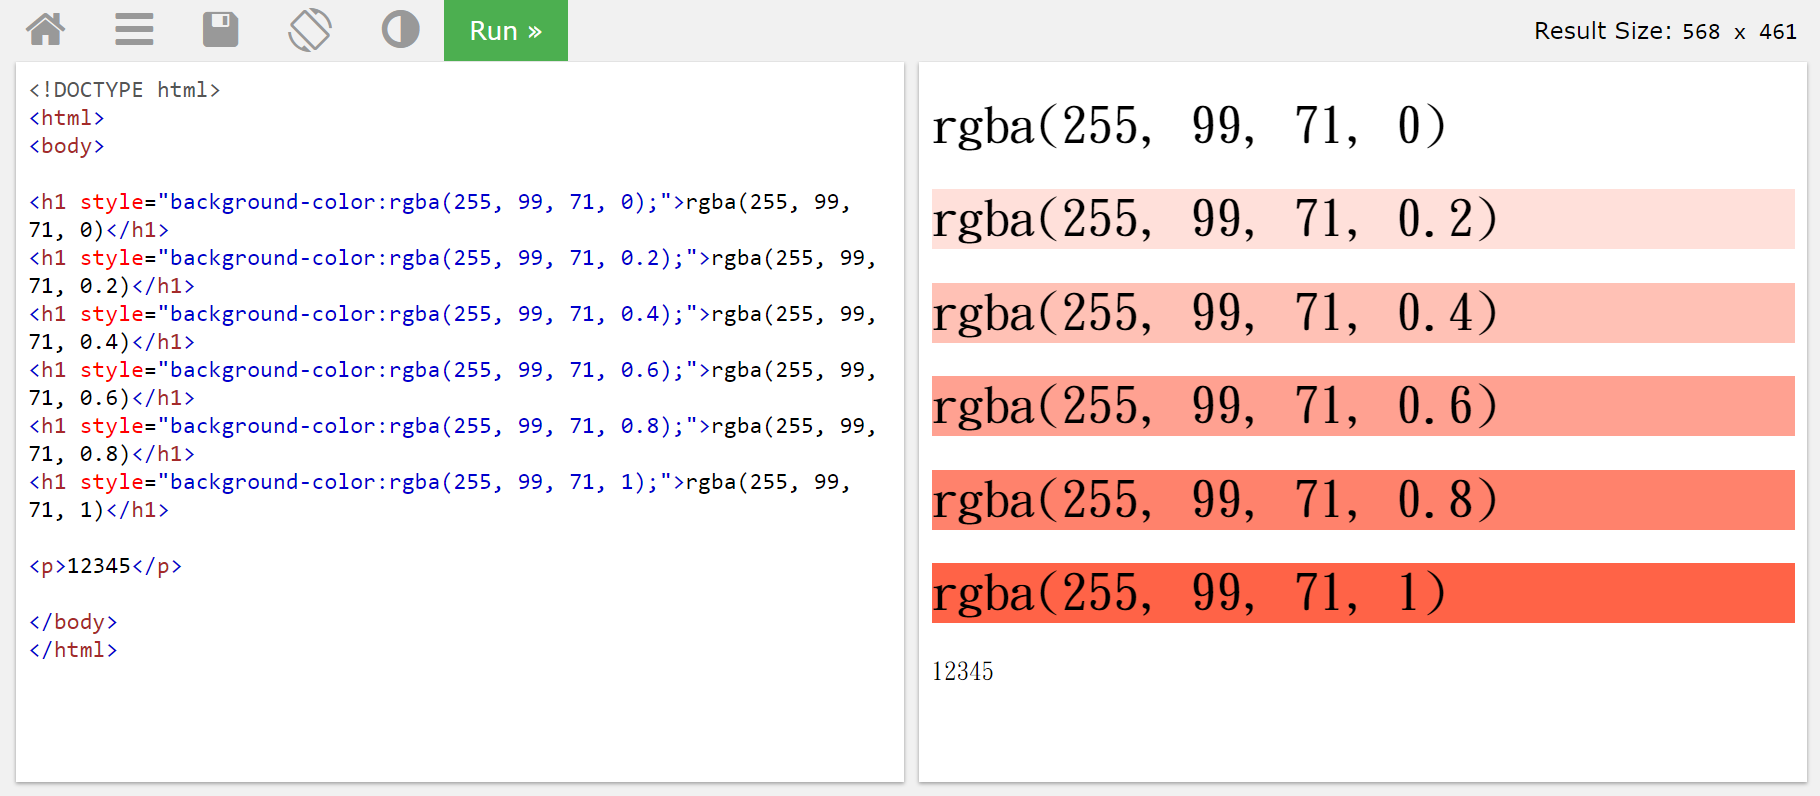 Run »
Result Size: 568 x 461
<!DOCTYPE html>
<html>
<body>
<h1 style="background-color:rgba(255, 99, 71, 0);">rgba(255, 99,
71, 0)</h1>
<h1 style="background-color:rgba(255, 99, 71, 0.2);">rgba(255, 99,
71, 0.2)</h1>
<h1 style="background-color:rgba(255, 99, 71, 0.4);">rgba(255, 99,
71, 0.4)</h1>
<h1 style="background-color:rgba(255, 99, 71, 0.6);">rgba(255, 99,
71, 0.6)</h1>
<h1 style="background-color:rgba(255, 99, 71, 0.8);">rgba(255, 99,
71, 0.8)</h1>
<h1 style="background-color:rgba(255, 99, 71, 1);">rgba(255, 99,
71, 1)</h1>
<p>12345</p>
</body>
</html>
rgba(255, 99, 71, 0)
rgba(255, 99, 71, 0.2)
rgba(255, 99, 71, 0.4)
rgba(255, 99, 71, 0.6)
rgba(255, 99, 71, 0.8)
rgba(255, 99, 71, 1)
12345